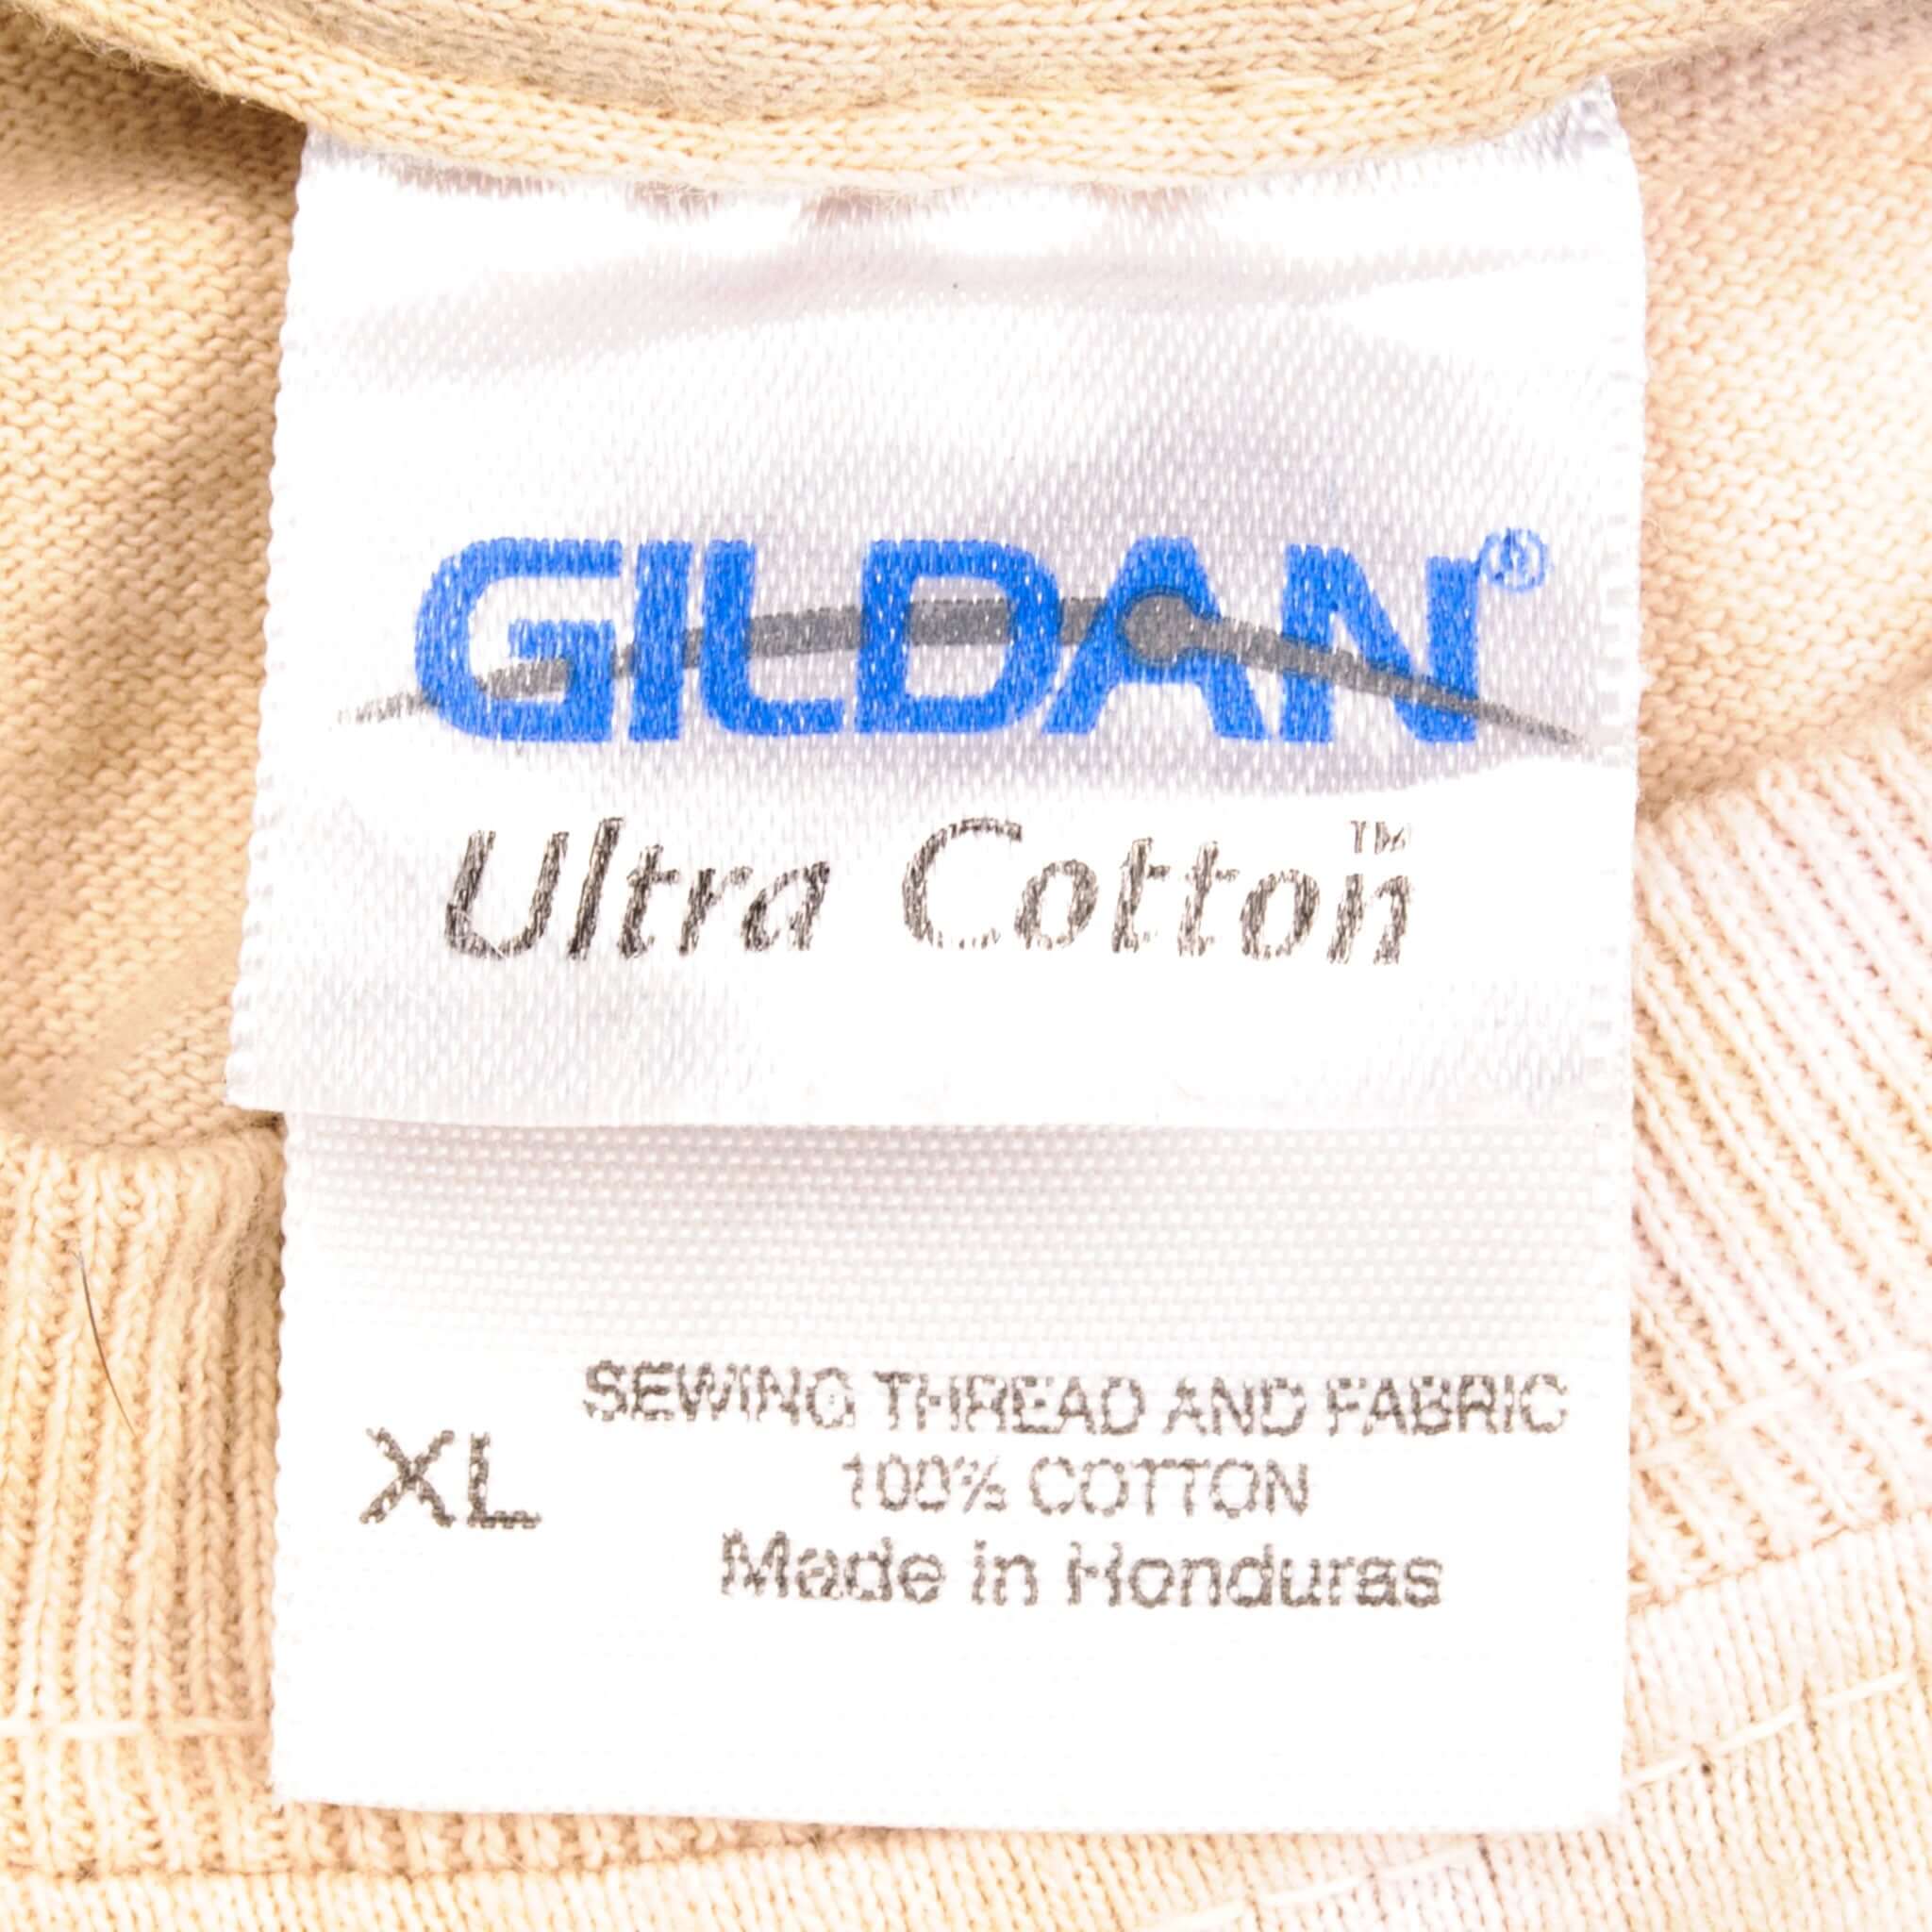 GILDAN®
Ultra Cotton™
SEWING THREAD AND FABRIC
XL
100% COTTON
Made in Honduras